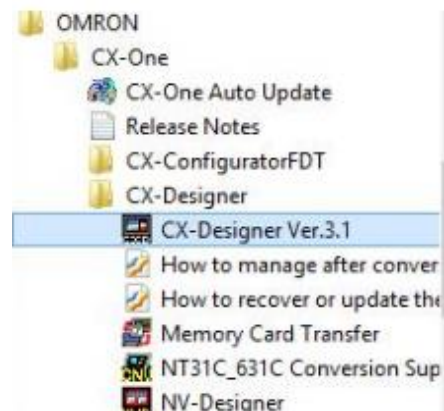 OMRON
CX-One
CX-One Auto Update
Release Notes
CX-ConfiguratorFDT
CX-Designer
CX-Designer Ver.3.1
How to manage after conver
How to recover or update the
Memory Card Transfer
NT31C_631C Conversion Sup
NV-Designer